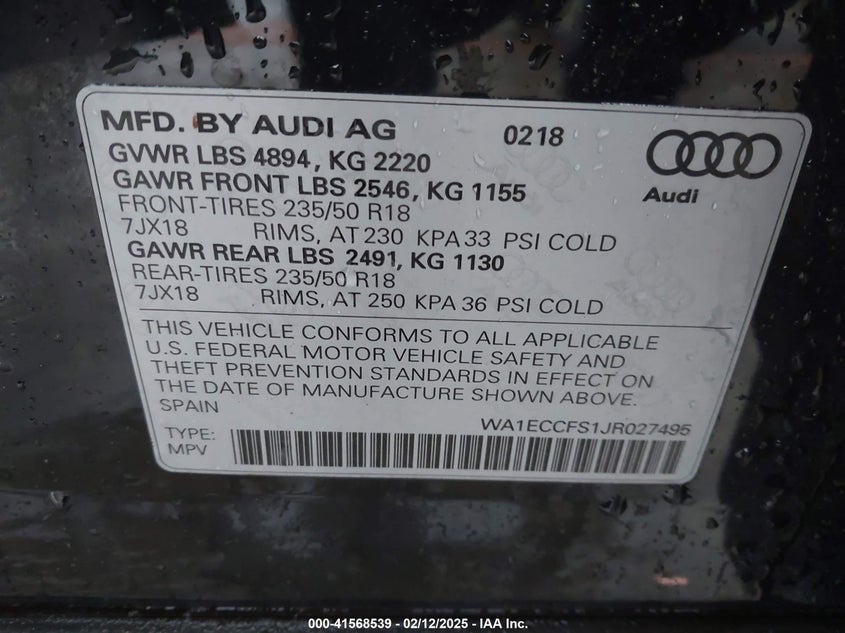 MFD. BY AUDI AG 0218
GVWR LBS 4894, KG 2220
GAWR FRONT LBS 2546, KG 1155
Audi
FRONT-TIRES 235/50 R18
7JX18 RIMS, AT 230 KPA 33 PSI COLD
GAWR REAR LBS 2491, KG 1130
REAR-TIRES 235/50 R18
7JX18 RIMS, AT 250 KPA 36 PSI COLD
THIS VEHICLE CONFORMS TO ALL APPLICABLE
U.S. FEDERAL MOTOR VEHICLE SAFETY AND
THEFT PREVENTION STANDARDS IN EFFECT ON
THE DATE OF MANUFACTURE SHOWN ABOVE.
SPAIN
WA1ECCFS1JR027495
TYPE:
MPV
000-41568539 - 02/12/2025 - IAA Inc.